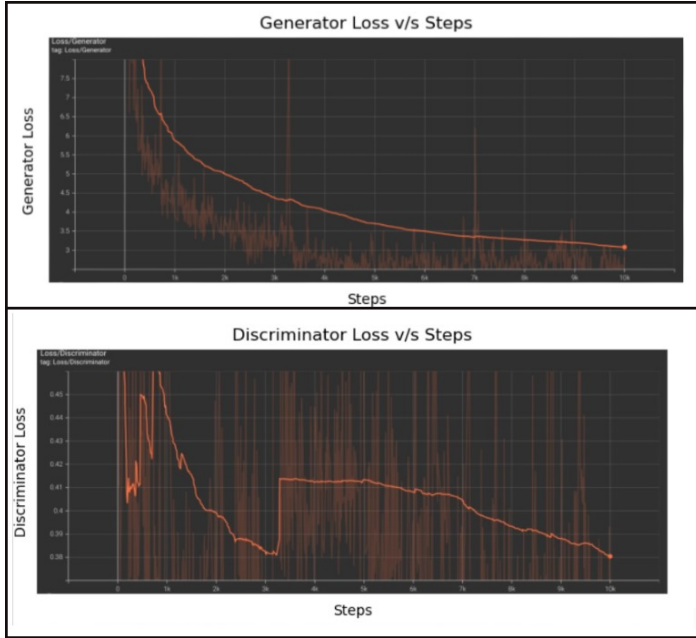 Generator Loss v/s Steps
Loss/Generator
tag: Loss/Generator
Generator Loss
7.5
7
6.5
6
5.5
5
4.5
4
3.5
3
0 1k 2k 3k 4k 5k 6k 7k 8k 9k 10k
Steps
Discriminator Loss v/s Steps
Loss/Discriminator
tag: Loss/Discriminator
Discriminator Loss
0.45
0.44
0.43
0.42
0.41
0.4
0.39
0.38
0 1k 2k 3k 4k 5k 6k 7k 8k 9k 10k
Steps